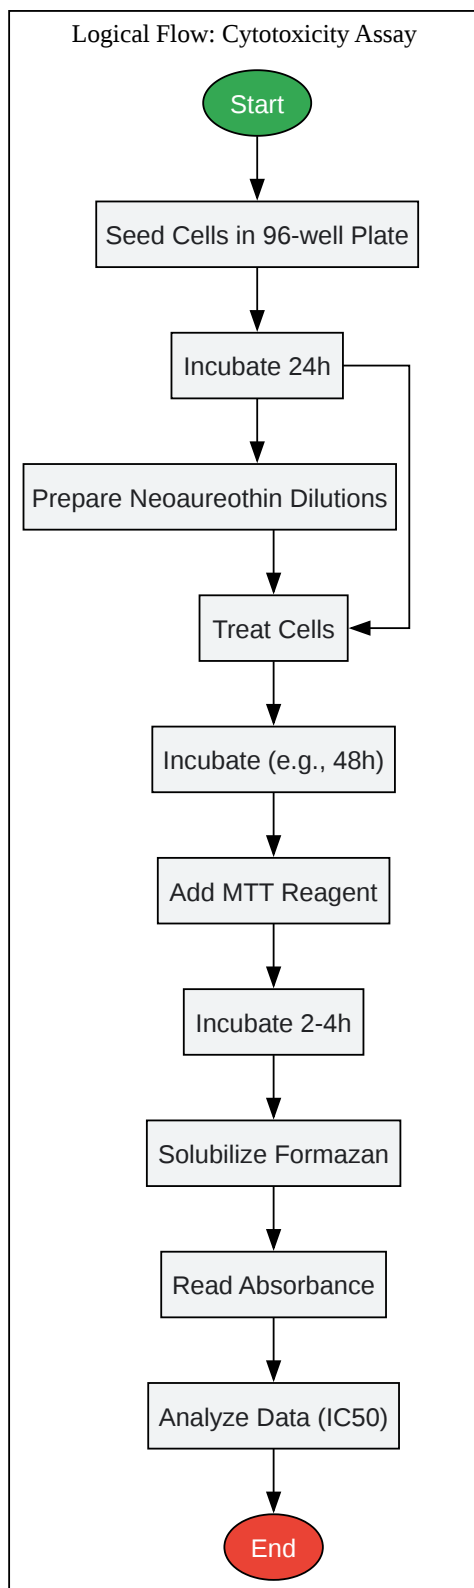 Logical Flow: Cytotoxicity Assay
Start
Seed Cells in 96-well Plate
Incubate 24h
Prepare Neoaureothin Dilutions
Treat Cells
Incubate (e.g., 48h)
Add MTT Reagent
Incubate 2-4h
Solubilize Formazan
Read Absorbance
Analyze Data (IC50)
End